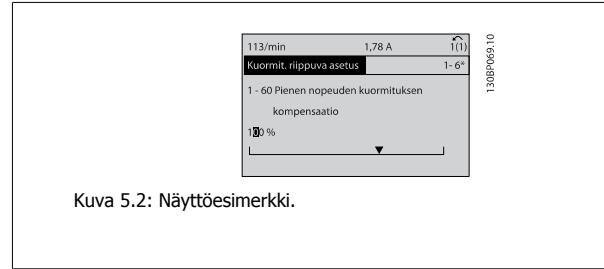 113/min 1,78 A 1(1)
Kuormit. riippuva asetus 1- 6*
1 - 60 Pienen nopeuden kuormituksen
kompensaatio
100 %
130BP069.10
Kuva 5.2: Näyttöesimerkki.